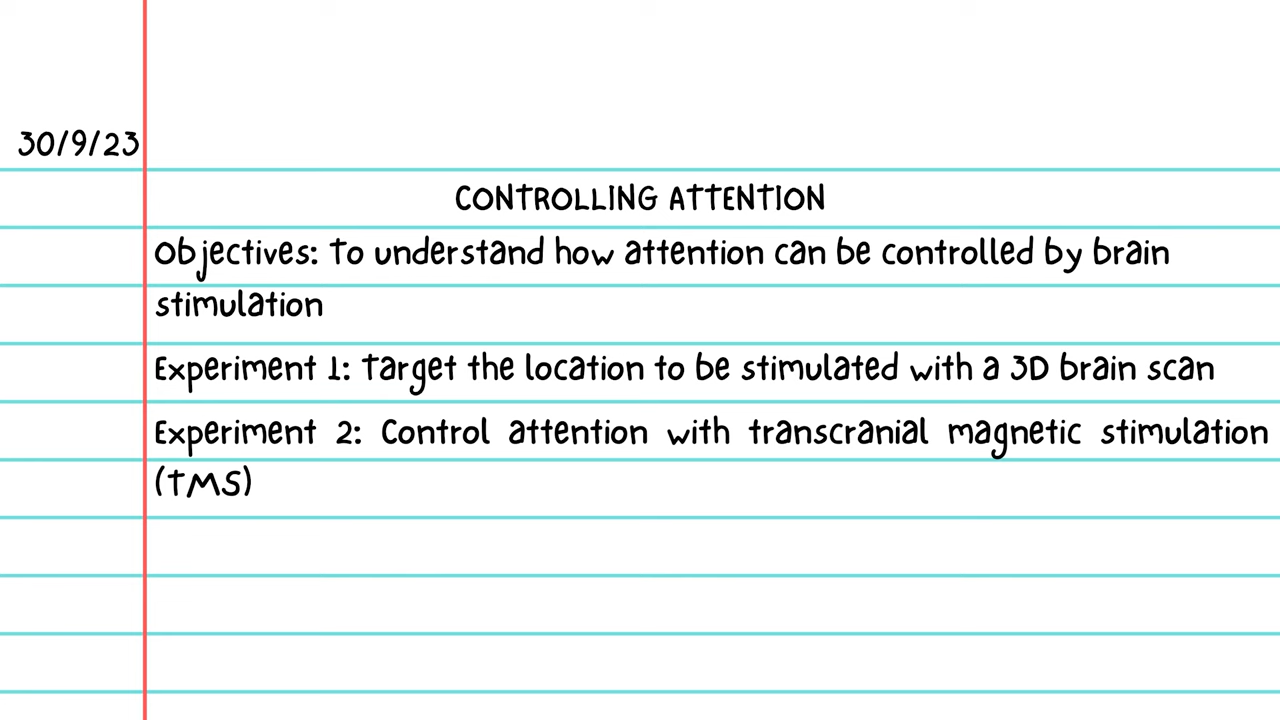 30/9/23
CONTROLLING ATTENTION
Objectives: To understand how attention can be controlled by brain
stimulation
Experiment 1: Target the location to be stimulated with a 3D brain scan
Experiment 2: Control attention with transcranial magnetic stimulation
(TMS)